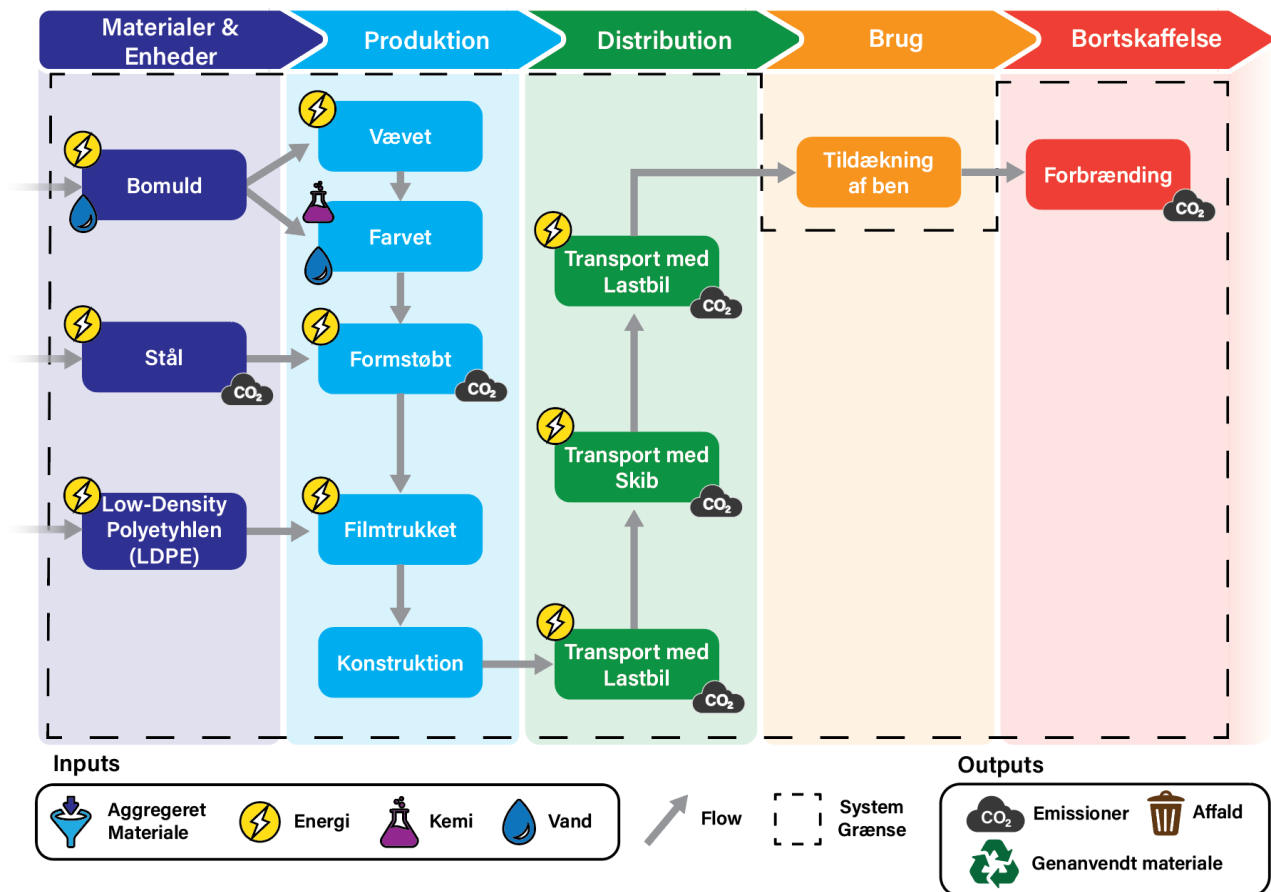 Materialer &
Enheder
Produktion
Distribution
Brug
Bortskaffelse
Bomuld
Stål
CO₂
Low-Density
Polyetyhlen
(LDPE)
Vævet
Farvet
Formstøbt
CO₂
Filmtrukket
Konstruktion
Transport med
Lastbil
CO₂
Transport med
Skib
CO₂
Transport med
Lastbil
CO₂
Tildækning
af ben
Forbrænding
CO₂
Inputs
Aggregeret
Materiale
Energi
Kemi
Vand
Flow
System
Grænse
Outputs
CO₂
Emissioner
Affald
Genanvendt materiale